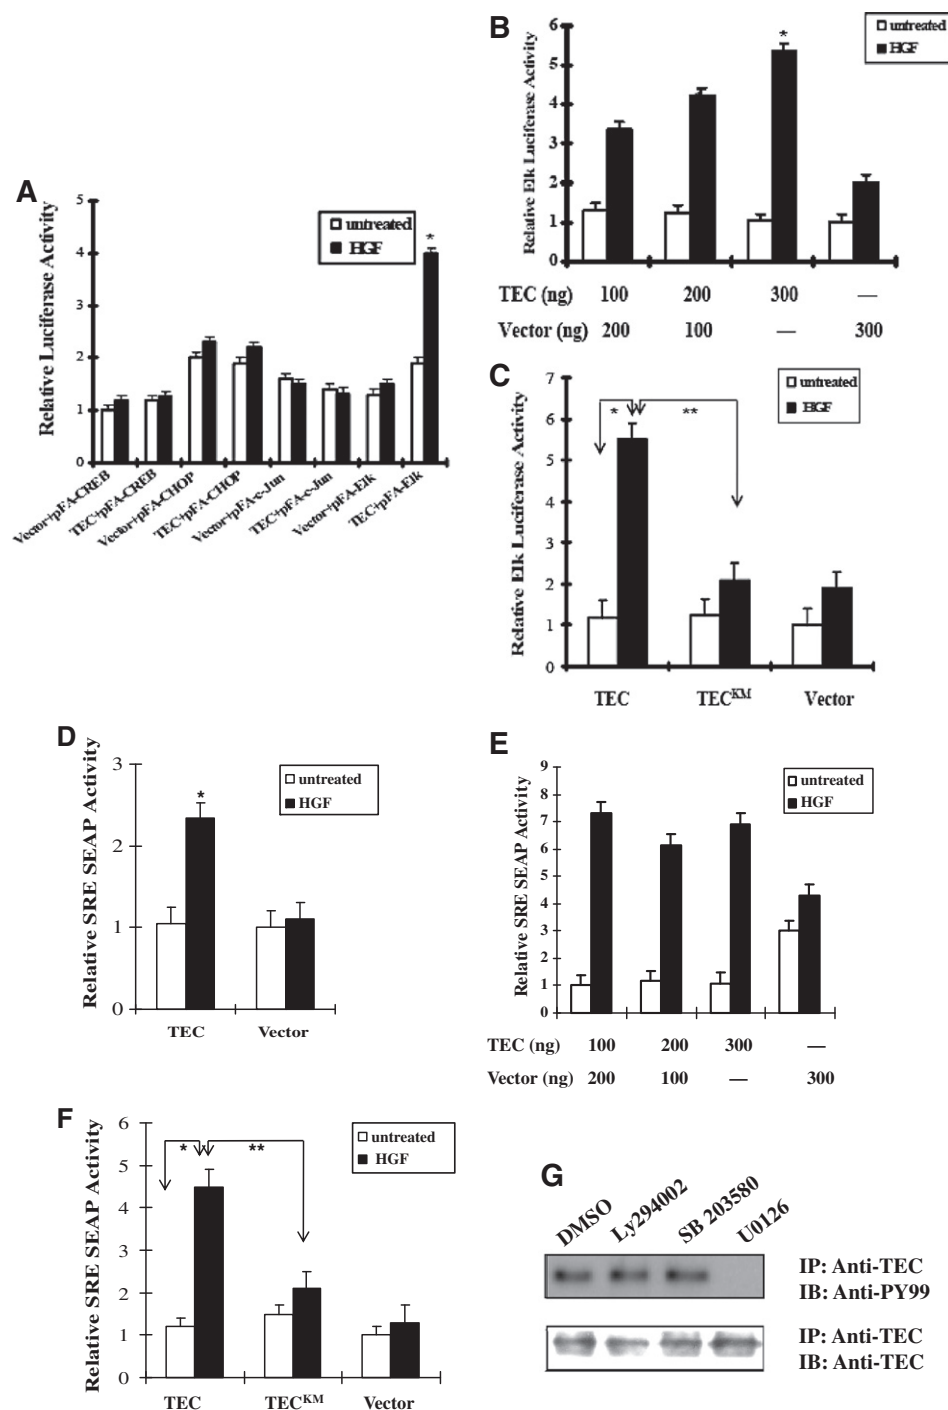 A
Relative Luciferase Activity
5
4
3
2
1
0
untreated
HGF
*
Vector+pFA-CREB
TEC+pFA-CREB
Vector+pFA-CHOP
TEC+pFA-CHOP
Vector+pFA-c-Jun
TEC+pFA-c-Jun
Vector+pFA-Elk
TEC+pFA-Elk
B
Relative Elk Luciferase Activity
6
5
4
3
2
1
0
untreated
HGF
*
TEC (ng) 100 200 300 —
Vector (ng) 200 100 — 300
C
Relative Elk Luciferase Activity
7
6
5
4
3
2
1
0
untreated
HGF
* **
TEC TECKM Vector
D
Relative SRE SEAP Activity
3
2
1
0
untreated
HGF
*
TEC Vector
E
Relative SRE SEAP Activity
9
8
7
6
5
4
3
2
1
0
untreated
HGF
TEC (ng) 100 200 300 —
Vector (ng) 200 100 — 300
F
Relative SRE SEAP Activity
6
5
4
3
2
1
0
untreated
HGF
* **
TEC TECKM Vector
G
DMSO Ly294002 SB 203580 U0126
IP: Anti-TEC
IB: Anti-PY99
IP: Anti-TEC
IB: Anti-TEC